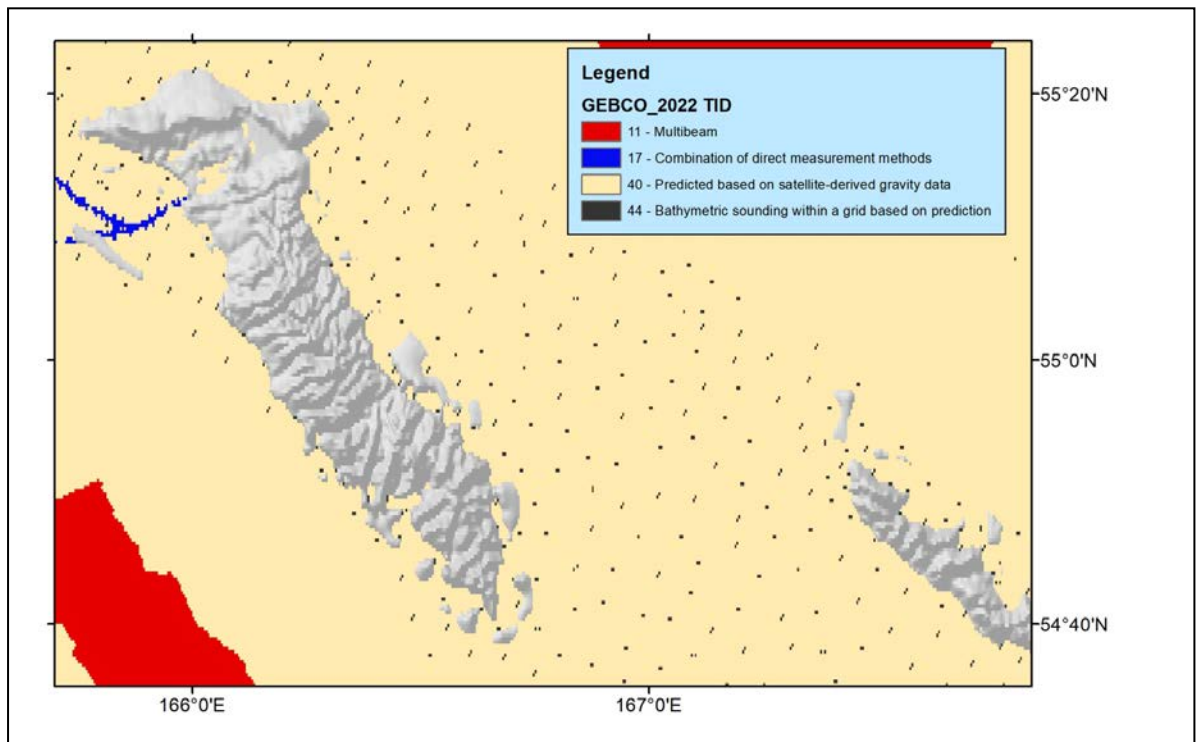 Legend
GEBCO_2022 TID
11 - Multibeam
17 - Combination of direct measurement methods
40 - Predicted based on satellite-derived gravity data
44 - Bathymetric sounding within a grid based on prediction
55°20'N
55°0'N
54°40'N
166°0'E
167°0'E